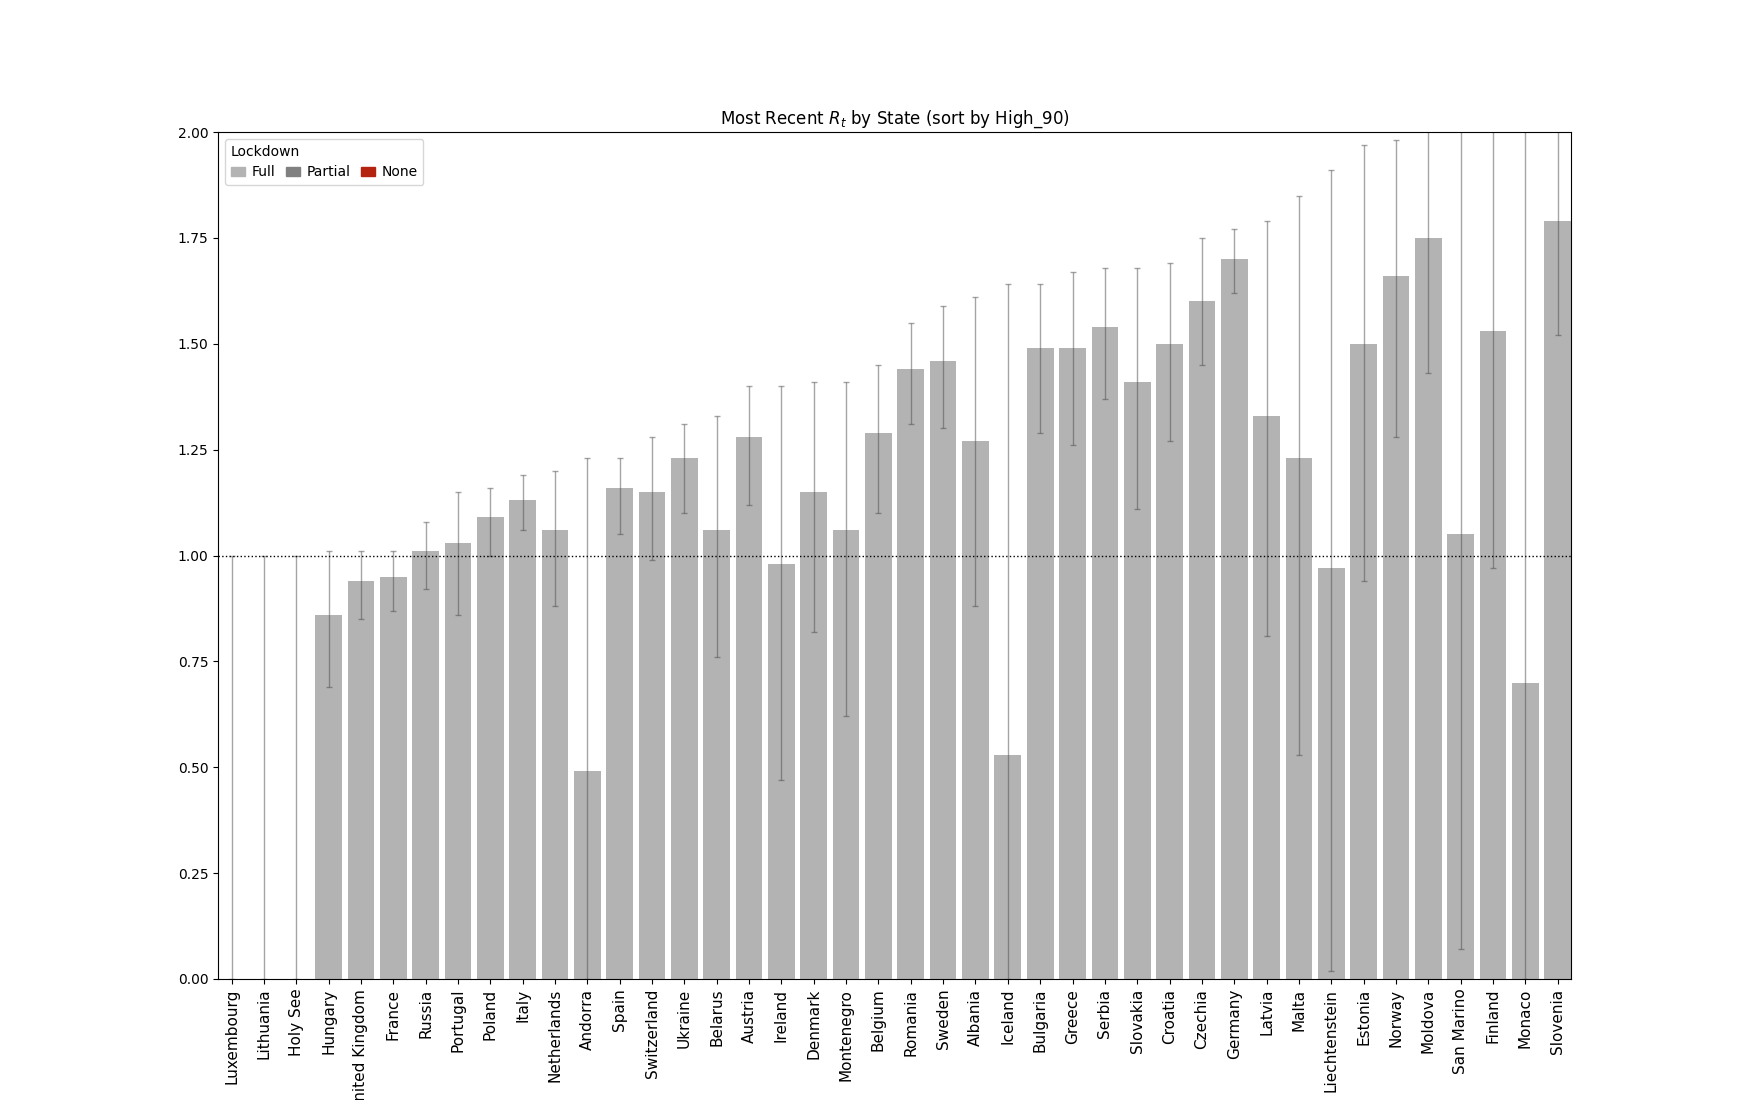 Most Recent R_t by State (sort by High_90)
2.00
Lockdown
Full Partial None
1.75
1.50
1.25
1.00
0.75
0.50
0.25
0.00
Luxembourg
Lithuania
Holy See
Hungary
nited Kingdom
France
Russia
Portugal
Poland
Italy
Netherlands
Andorra
Spain
Switzerland
Ukraine
Belarus
Austria
Ireland
Denmark
Montenegro
Belgium
Romania
Sweden
Albania
Iceland
Bulgaria
Greece
Serbia
Slovakia
Croatia
Czechia
Germany
Latvia
Malta
Liechtenstein
Estonia
Norway
Moldova
San Marino
Finland
Monaco
Slovenia